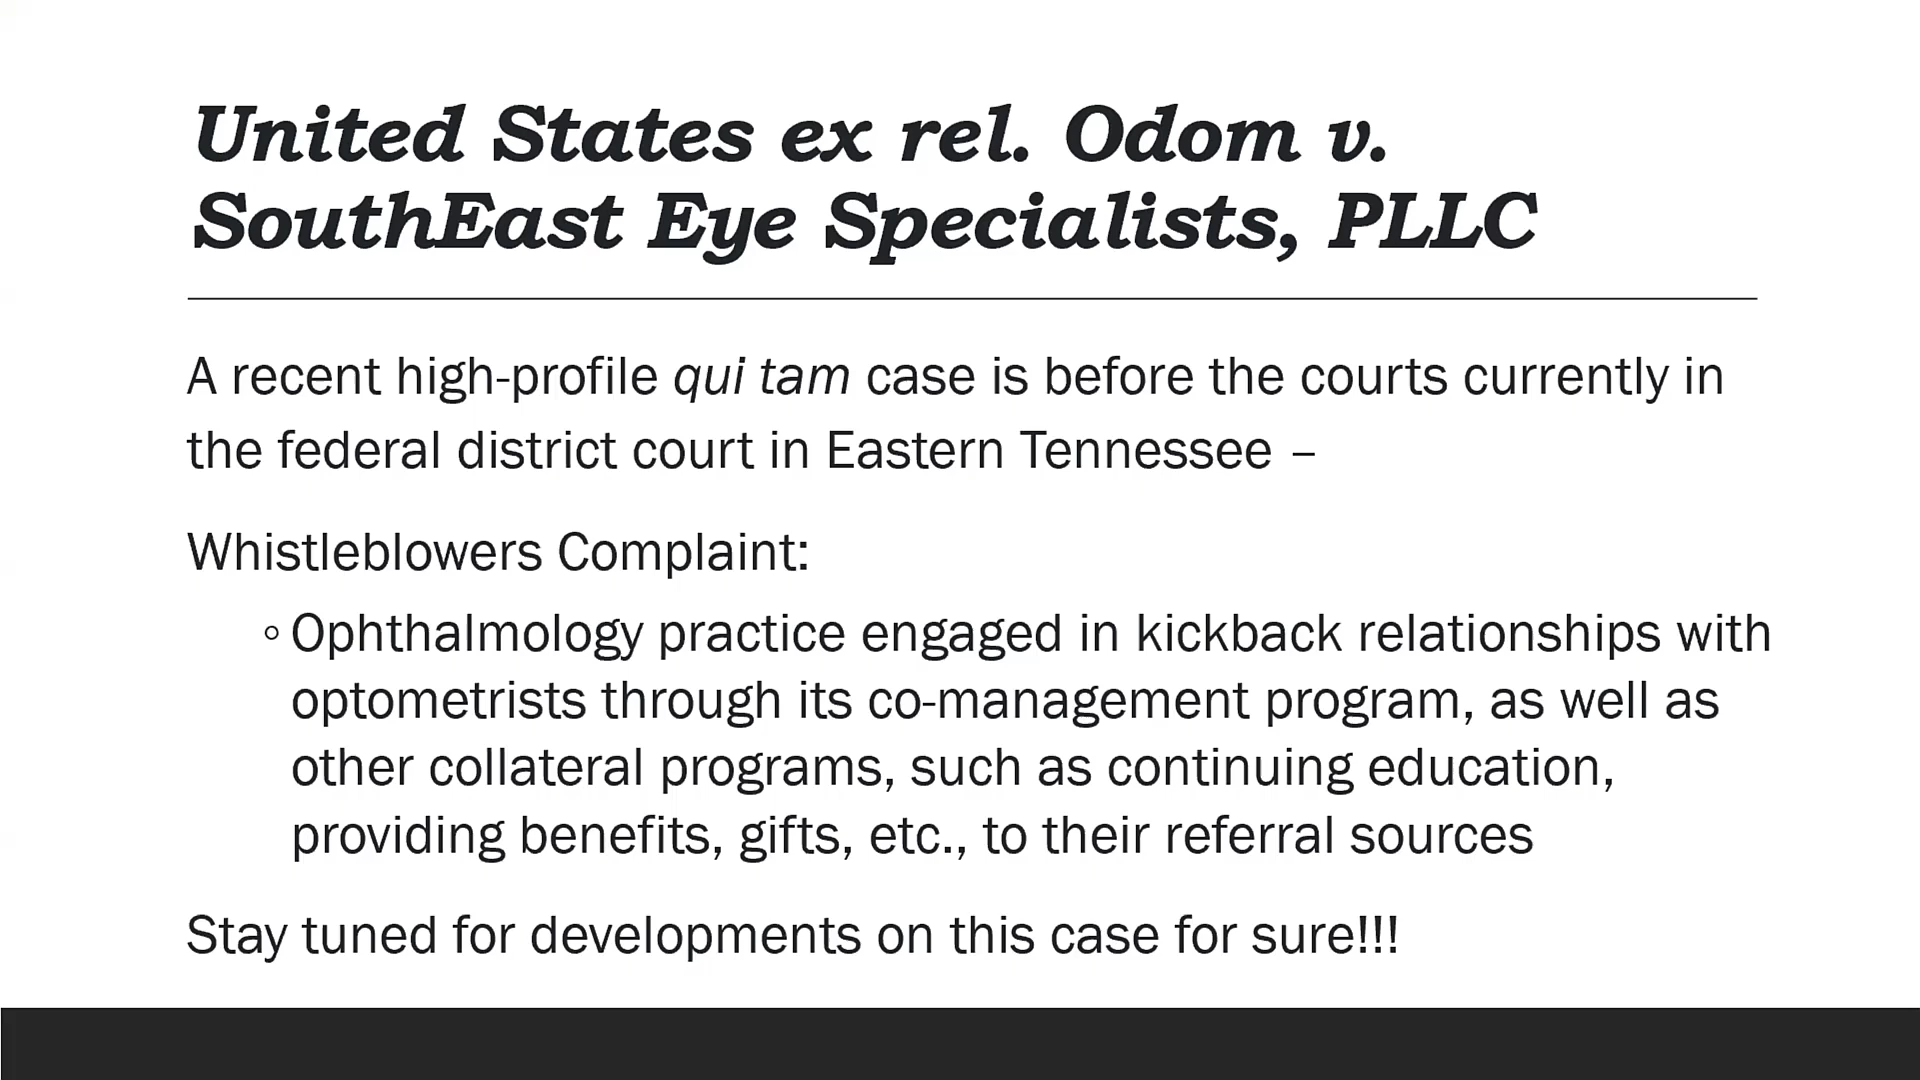 United States ex rel. Odom v.
SouthEast Eye Specialists, PLLC
A recent high-profile qui tam case is before the courts currently in
the federal district court in Eastern Tennessee –
Whistleblowers Complaint:
◦ Ophthalmology practice engaged in kickback relationships with
optometrists through its co-management program, as well as
other collateral programs, such as continuing education,
providing benefits, gifts, etc., to their referral sources
Stay tuned for developments on this case for sure!!!